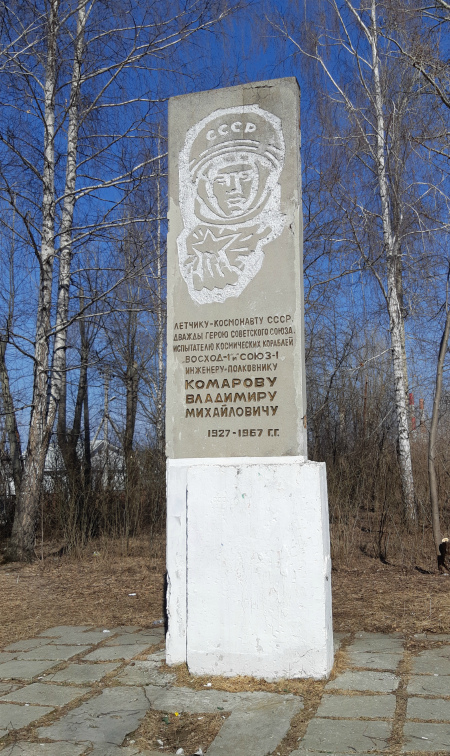 СССР
ЛЕТЧИКУ-КОСМОНАВТУ СССР,
ДВАЖДЫ ГЕРОЮ СОВЕТСКОГО СОЮЗА
ИСПЫТАТЕЛЮ КОСМИЧЕСКИХ КОРАБЛЕЙ
„ВОСХОД-1" И „СОЮЗ-1
ИНЖЕНЕРУ-ПОЛКОВНИКУ
КОМАРОВУ
ВЛАДИМИРУ
МИХАЙЛОВИЧУ
1927-1967 Г.Г.